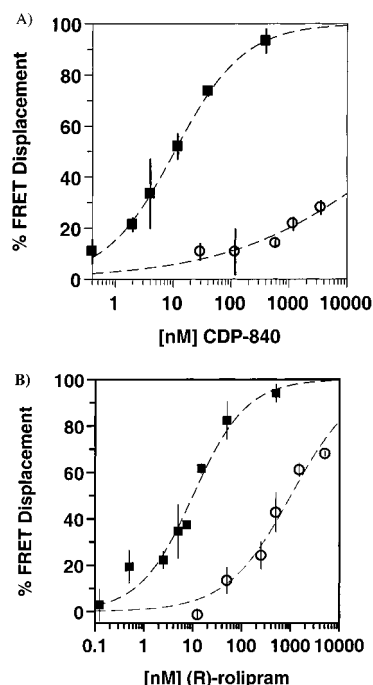 A)
100
80
60
40
20
0
% FRET Displacement
1 10 100 1000 10000
[nM] CDP-840
B)
100
80
60
40
20
0
% FRET Displacement
0.1 1 10 100 1000 10000
[nM] (R)-rolipram